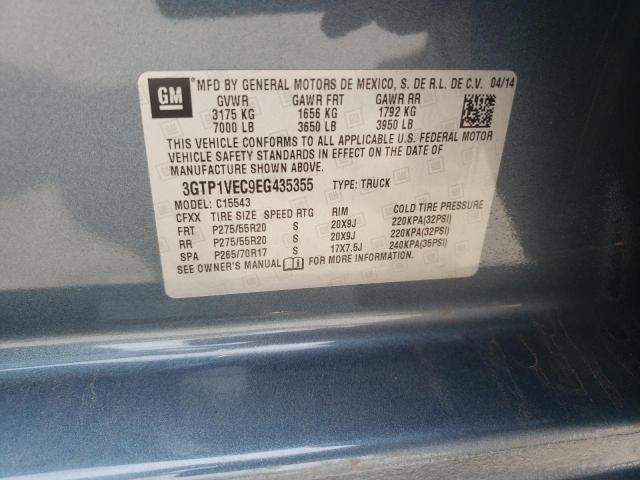 GM
MFD BY GENERAL MOTORS DE MEXICO, S. DE R.L. DE C.V. 04/14
GVWR GAWR FRT GAWR RR
3175 KG 1656 KG 1792 KG
7000 LB 3650 LB 3950 LB
THIS VEHICLE CONFORMS TO ALL APPLICABLE U.S. FEDERAL MOTOR
VEHICLE SAFETY STANDARDS IN EFFECT ON THE DATE OF
MANUFACTURE SHOWN ABOVE.
3GTP1VEC9EG435355 TYPE: TRUCK
MODEL: C15543
CFXX TIRE SIZE SPEED RTG RIM COLD TIRE PRESSURE
FRT P275/55R20 S 20X9J 220KPA(32PSI)
RR P275/55R20 S 20X9J 220KPA(32PSI)
SPA P265/70R17 S 17X7.5J 240KPA(35PSI)
SEE OWNER'S MANUAL FOR MORE INFORMATION.